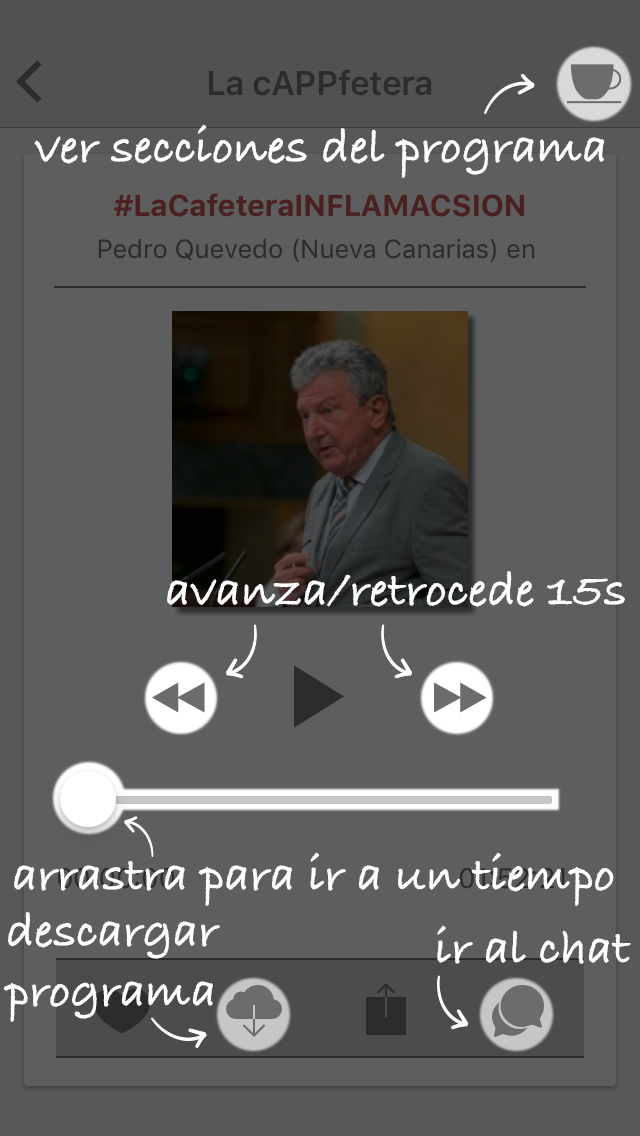 La cAPPfetera
ver secciones del programa
#LaCafeteraINFLAMACSION
Pedro Quevedo (Nueva Canarias) en
avanza/retrocede 15s
arrastra para ir a un tiempo
descargar
programa
ir al chat